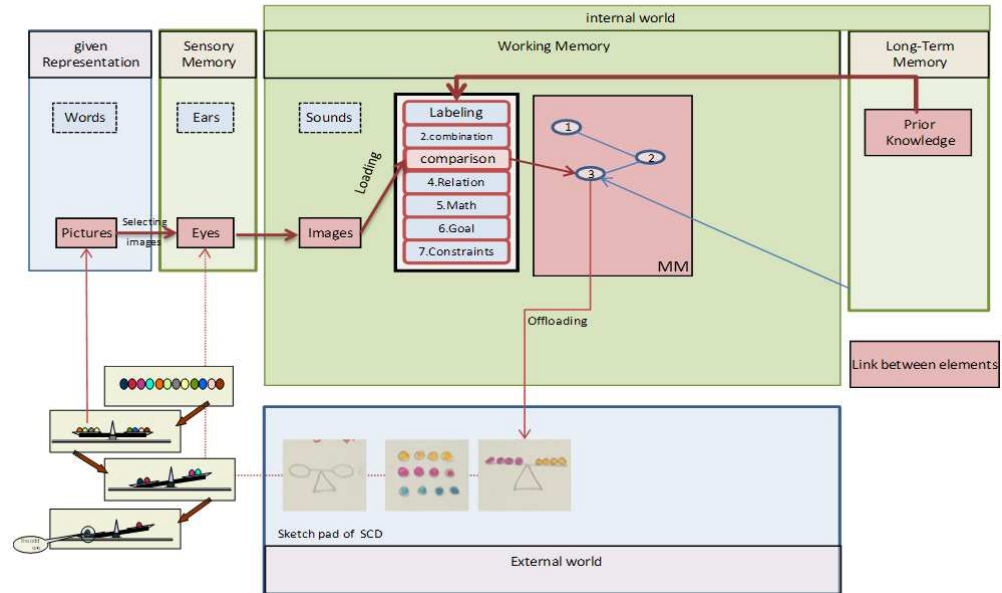 internal world
given
Representation
Sensory
Memory
Working Memory
Long-Term
Memory
Words
Ears
Sounds
Labeling
2.combination
comparison
4.Relation
5.Math
6.Goal
7.Constraints
1
2
3
MM
Prior
Knowledge
Loading
Pictures
Selecting
images
Eyes
Images
Offloading
Link between elements
Sketch pad of SCD
External world